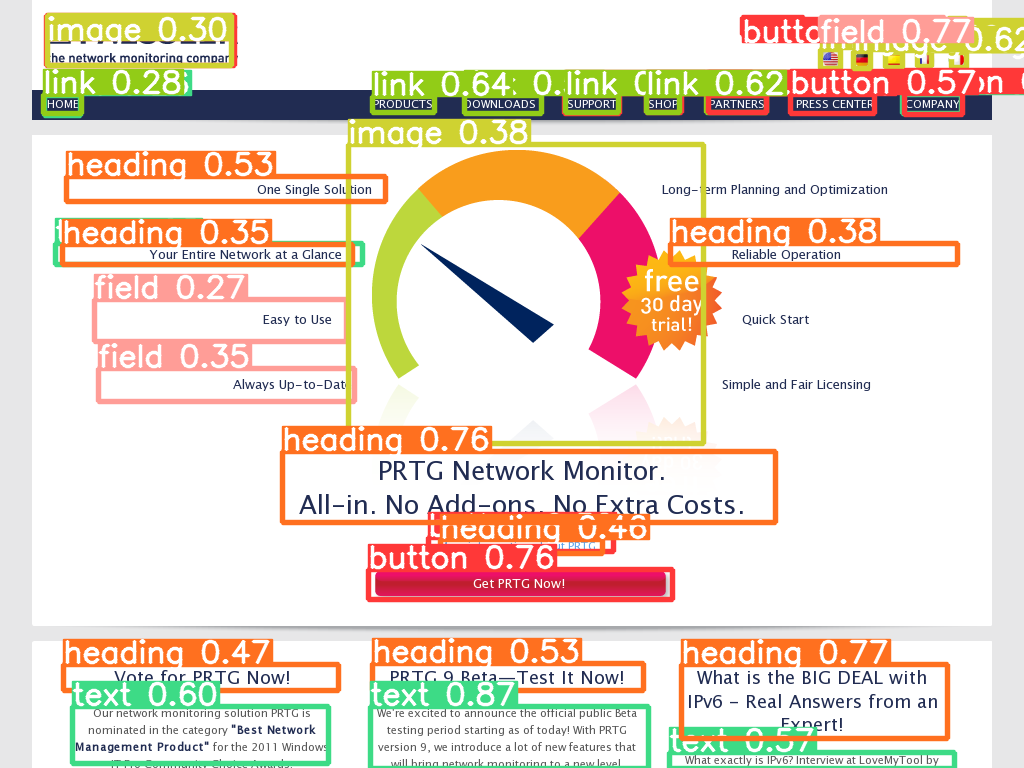 image 0.30
button
field 0.77
image 0.62
he network monitoring compan
link 0.28
link 0.64
link
link 0.62
button 0.57
HOME
PRODUCTS
DOWNLOADS
SUPPORT
SHOP
PARTNERS
PRESS CENTER
COMPANY
image 0.38
heading 0.53
One Single Solution
Long-term Planning and Optimization
heading 0.35
heading 0.38
Your Entire Network at a Glance
Reliable Operation
field 0.27
free
30 day
trial!
Easy to Use
Quick Start
field 0.35
Always Up-to-Date
Simple and Fair Licensing
heading 0.76
PRTG Network Monitor.
All-in. No Add-ons. No Extra Costs.
heading 0.46
PRTG
button 0.76
Get PRTG Now!
heading 0.47
heading 0.53
heading 0.77
Vote for PRTG Now!
PRTG 9 Beta—Test It Now!
What is the BIG DEAL with
IPv6 - Real Answers from an
Expert!
text 0.60
Our network monitoring solution PRTG is
nominated in the category "Best Network
Management Product" for the 2011 Windows
IT Pro Community Choice Awards.
text 0.87
We're excited to announce the official public Beta
testing period starting as of today! With PRTG
version 9, we introduce a lot of new features that
will bring network monitoring to a new level
text 0.57
What exactly is IPv6? Interview at LoveMyTool by